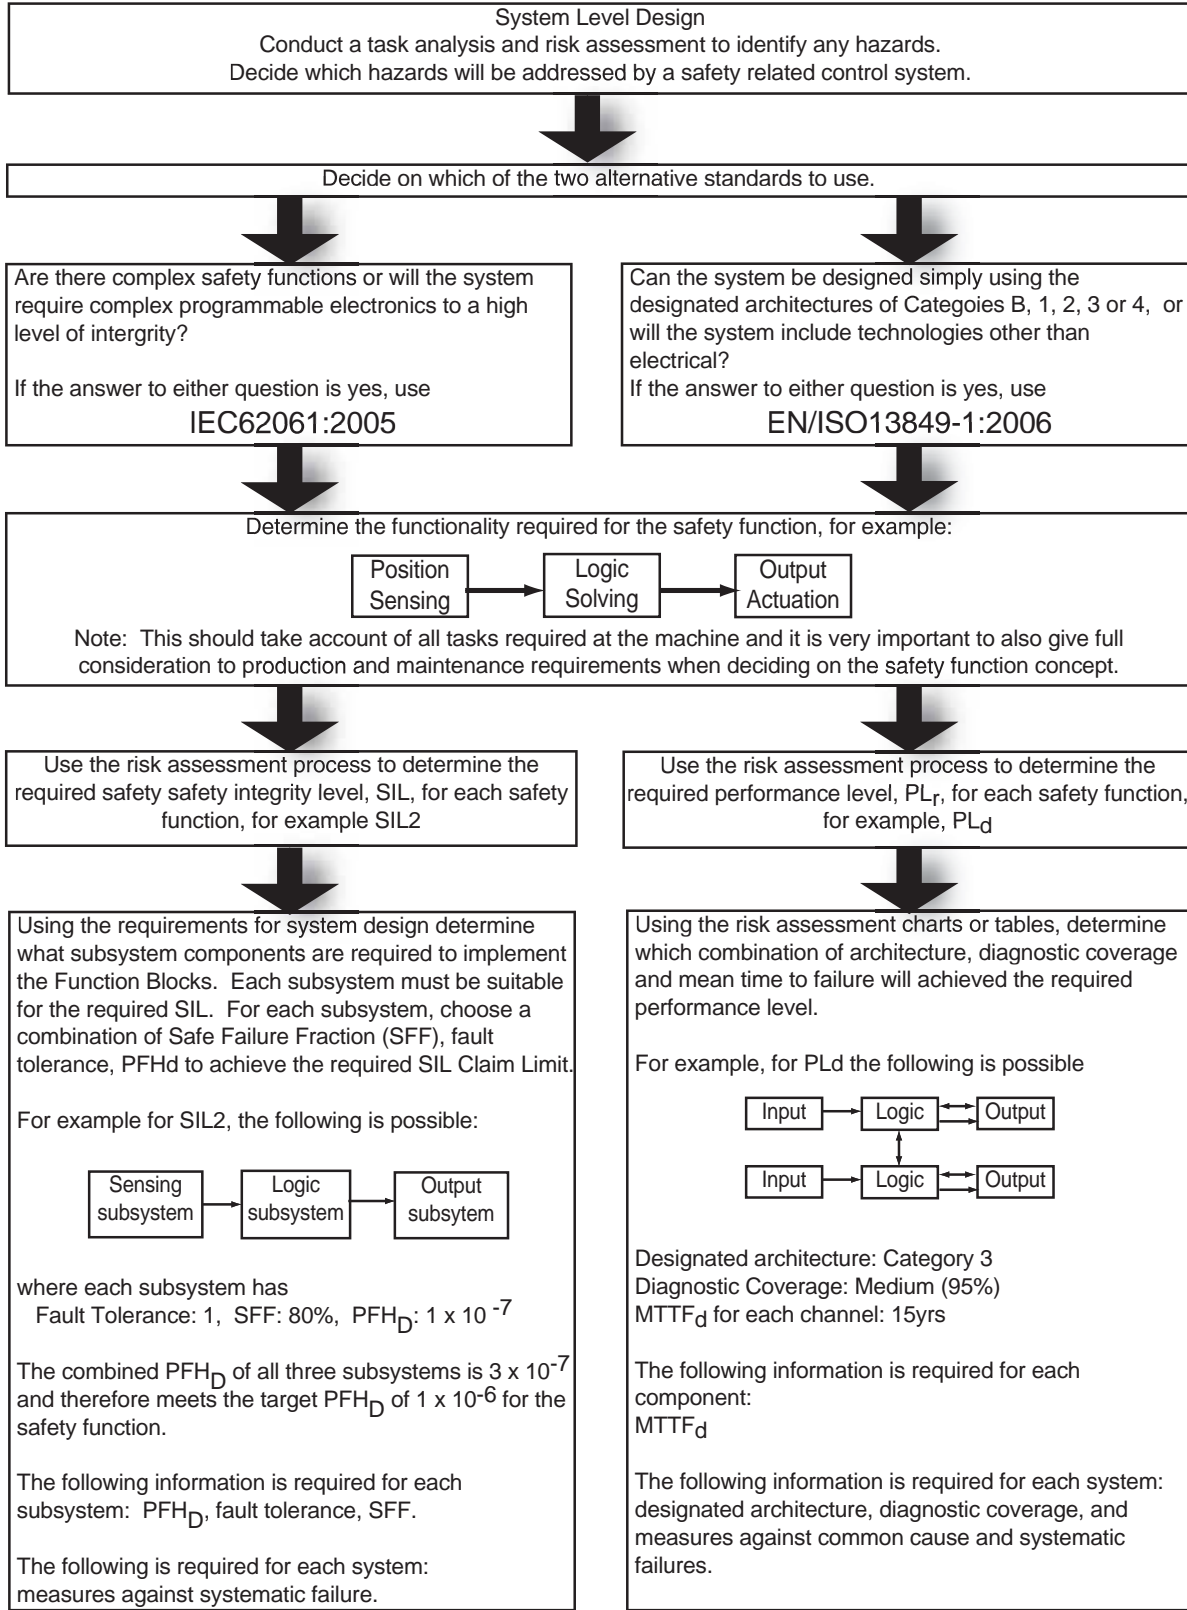 System Level Design
Conduct a task analysis and risk assessment to identify any hazards.
Decide which hazards will be addressed by a safety related control system.
Decide on which of the two alternative standards to use.
Are there complex safety functions or will the system
require complex programmable electronics to a high
level of intergrity?
If the answer to either question is yes, use
IEC62061:2005
Can the system be designed simply using the
designated architectures of Categoies B, 1, 2, 3 or 4,  or
will the system include technologies other than
electrical?
If the answer to either question is yes, use
EN/ISO13849-1:2006
Determine the functionality required for the safety function, for example:
Position
Sensing
Logic
Solving
Output
Actuation
Note:  This should take account of all tasks required at the machine and it is very important to also give full
consideration to production and maintenance requirements when deciding on the safety function concept.
Use the risk assessment process to determine the
required safety safety integrity level, SIL, for each safety
function, for example SIL2
Use the risk assessment process to determine the
required performance level, PLr, for each safety function,
for example, PLd
Using the requirements for system design determine
what subsystem components are required to implement
the Function Blocks.  Each subsystem must be suitable
for the required SIL.  For each subsystem, choose a
combination of Safe Failure Fraction (SFF), fault
tolerance, PFHd to achieve the required SIL Claim Limit.
For example for SIL2, the following is possible:
Sensing
subsystem
Logic
subsystem
Output
subsytem
where each subsystem has
Fault Tolerance: 1,  SFF: 80%,  PFHD: 1 x 10 -7
The combined PFHD of all three subsystems is 3 x 10-7
and therefore meets the target PFHD of 1 x 10-6 for the
safety function.
The following information is required for each
subsystem:  PFHD, fault tolerance, SFF.
The following is required for each system:
measures against systematic failure.
Using the risk assessment charts or tables, determine
which combination of architecture, diagnostic coverage
and mean time to failure will achieved the required
performance level.
For example, for PLd the following is possible
Input
Logic
Output
Input
Logic
Output
Designated architecture: Category 3
Diagnostic Coverage: Medium (95%)
MTTFd for each channel: 15yrs
The following information is required for each
component:
MTTFd
The following information is required for each system:
designated architecture, diagnostic coverage, and
measures against common cause and systematic
failures.